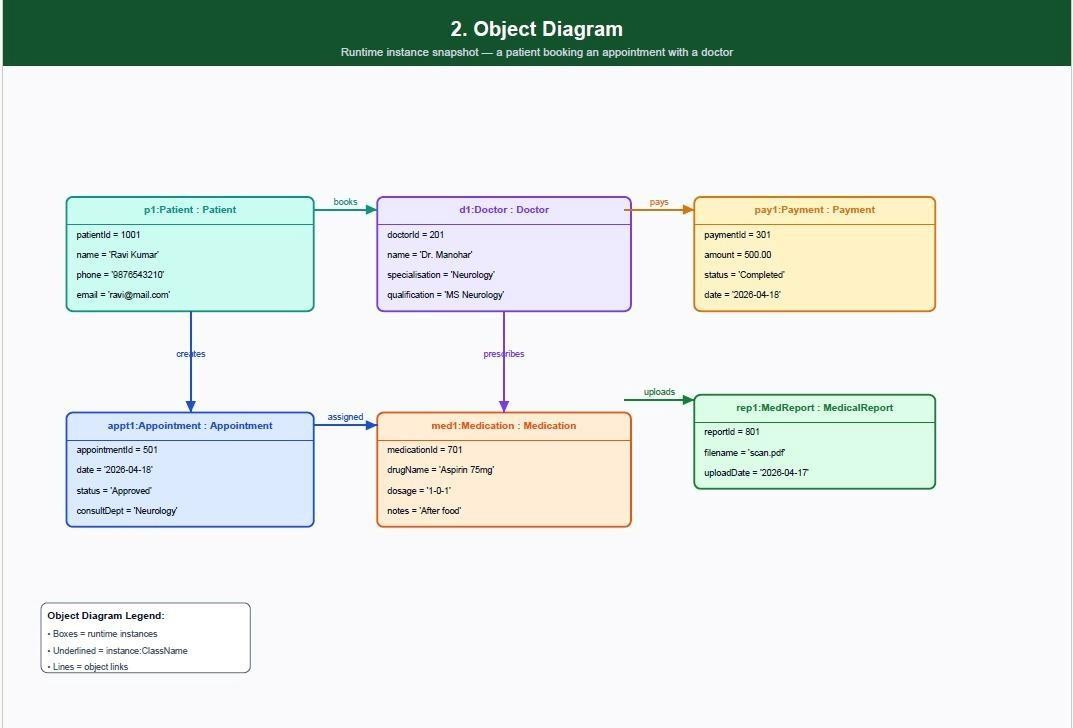 2. Object Diagram
Runtime instance snapshot — a patient booking an appointment with a doctor
p1:Patient : Patient
patientId = 1001
name = 'Ravi Kumar'
phone = '9876543210'
email = 'ravi@mail.com'
books
d1:Doctor : Doctor
doctorId = 201
name = 'Dr. Manohar'
specialisation = 'Neurology'
qualification = 'MS Neurology'
pays
pay1:Payment : Payment
paymentId = 301
amount = 500.00
status = 'Completed'
date = '2026-04-18'
creates
prescribes
appt1:Appointment : Appointment
appointmentId = 501
date = '2026-04-18'
status = 'Approved'
consultDept = 'Neurology'
assigned
med1:Medication : Medication
medicationId = 701
drugName = 'Aspirin 75mg'
dosage = '1-0-1'
notes = 'After food'
uploads
rep1:MedReport : MedicalReport
reportId = 801
filename = 'scan.pdf'
uploadDate = '2026-04-17'
Object Diagram Legend:
• Boxes = runtime instances
• Underlined = instance:ClassName
• Lines = object links